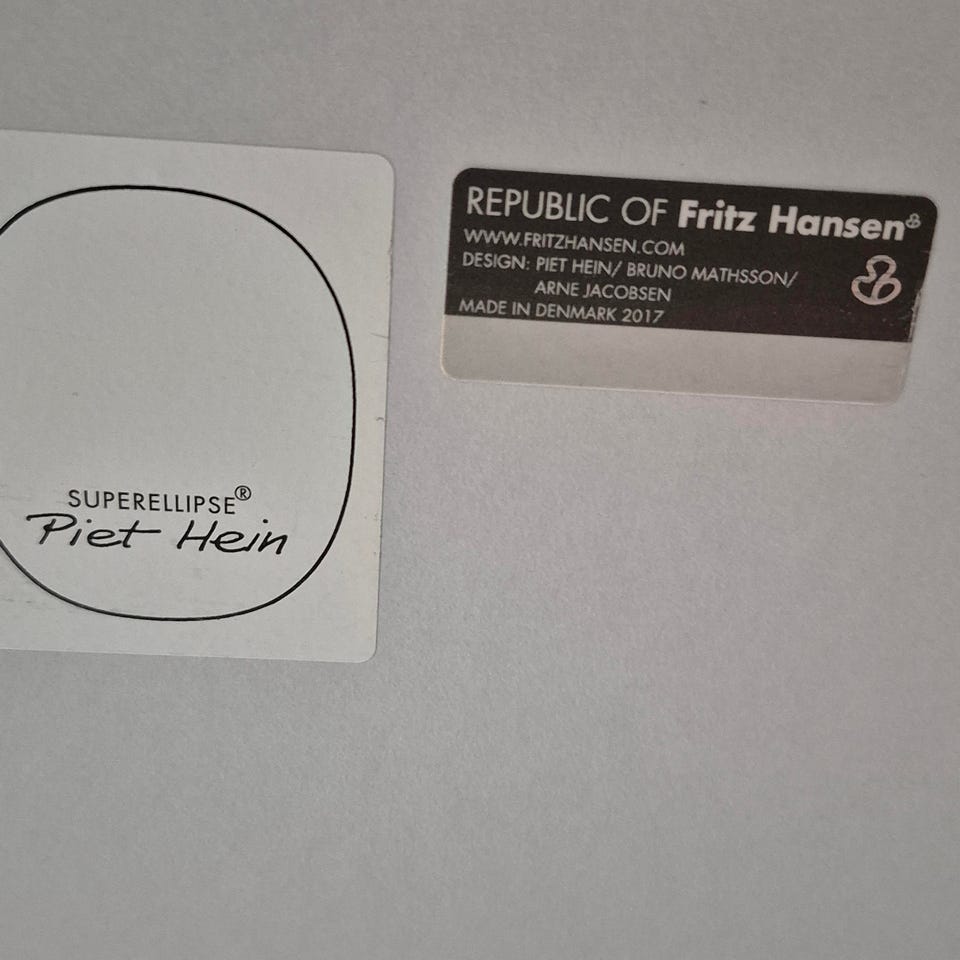 SUPERELLIPSE®
Piet Hein
REPUBLIC OF Fritz Hansen
WWW.FRITZHANSEN.COM
DESIGN: PIET HEIN/ BRUNO MATHSSON/
ARNE JACOBSEN
MADE IN DENMARK 2017